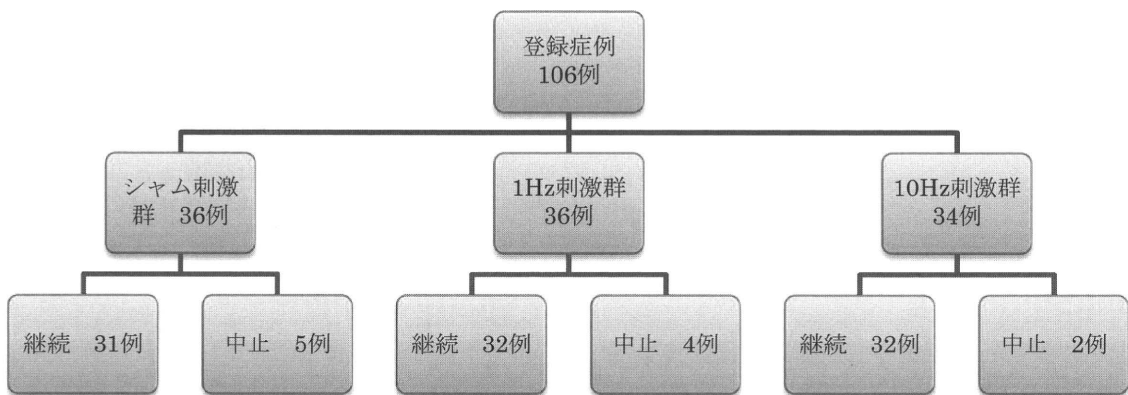 登録症例
106例
シャム刺激
群　36例
1Hz刺激群
36例
10Hz刺激群
34例
継続　31例
中止　5例
継続　32例
中止　4例
継続　32例
中止　2例